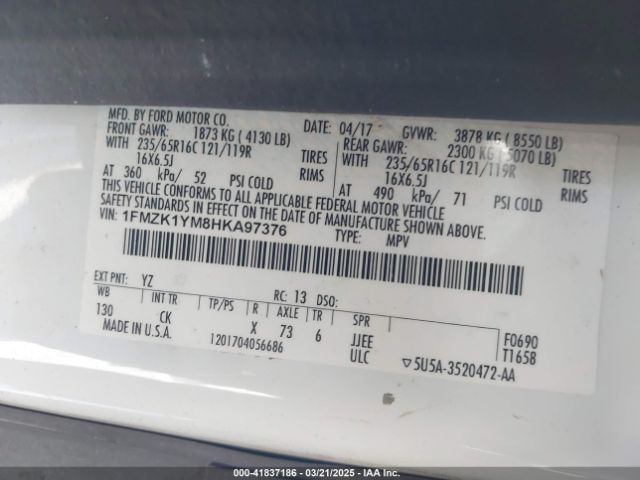 MFD. BY FORD MOTOR CO. DATE: 04/17 GVWR: 3878 KG ( 8550 LB)
FRONT GAWR: 1873 KG ( 4130 LB) REAR GAWR: 2300 KG ( 5070 LB)
WITH 235/65R16C 121/119R TIRES WITH 235/65R16C 121/119R TIRES
16X6.5J RIMS 16X6.5J RIMS
AT 360 kPa/ 52 PSI COLD AT 490 kPa/ 71 PSI COLD
THIS VEHICLE CONFORMS TO ALL APPLICABLE FEDERAL MOTOR VEHICLE
SAFETY STANDARDS IN EFFECT ON THE DATE OF MANUFACTURE SHOWN ABOVE.
VIN: 1FMZK1YM8HKA97376 TYPE: MPV
EXT PNT: YZ RC: 13 DSO:
WB INT TR TP/PS R AXLE TR SPR F0690
130 CK X 73 6 JJEE T1658
MADE IN U.S.A. 1201704056686 ULC ▽5U5A-3520472-AA
000-41837186 - 03/21/2025 - IAA Inc.